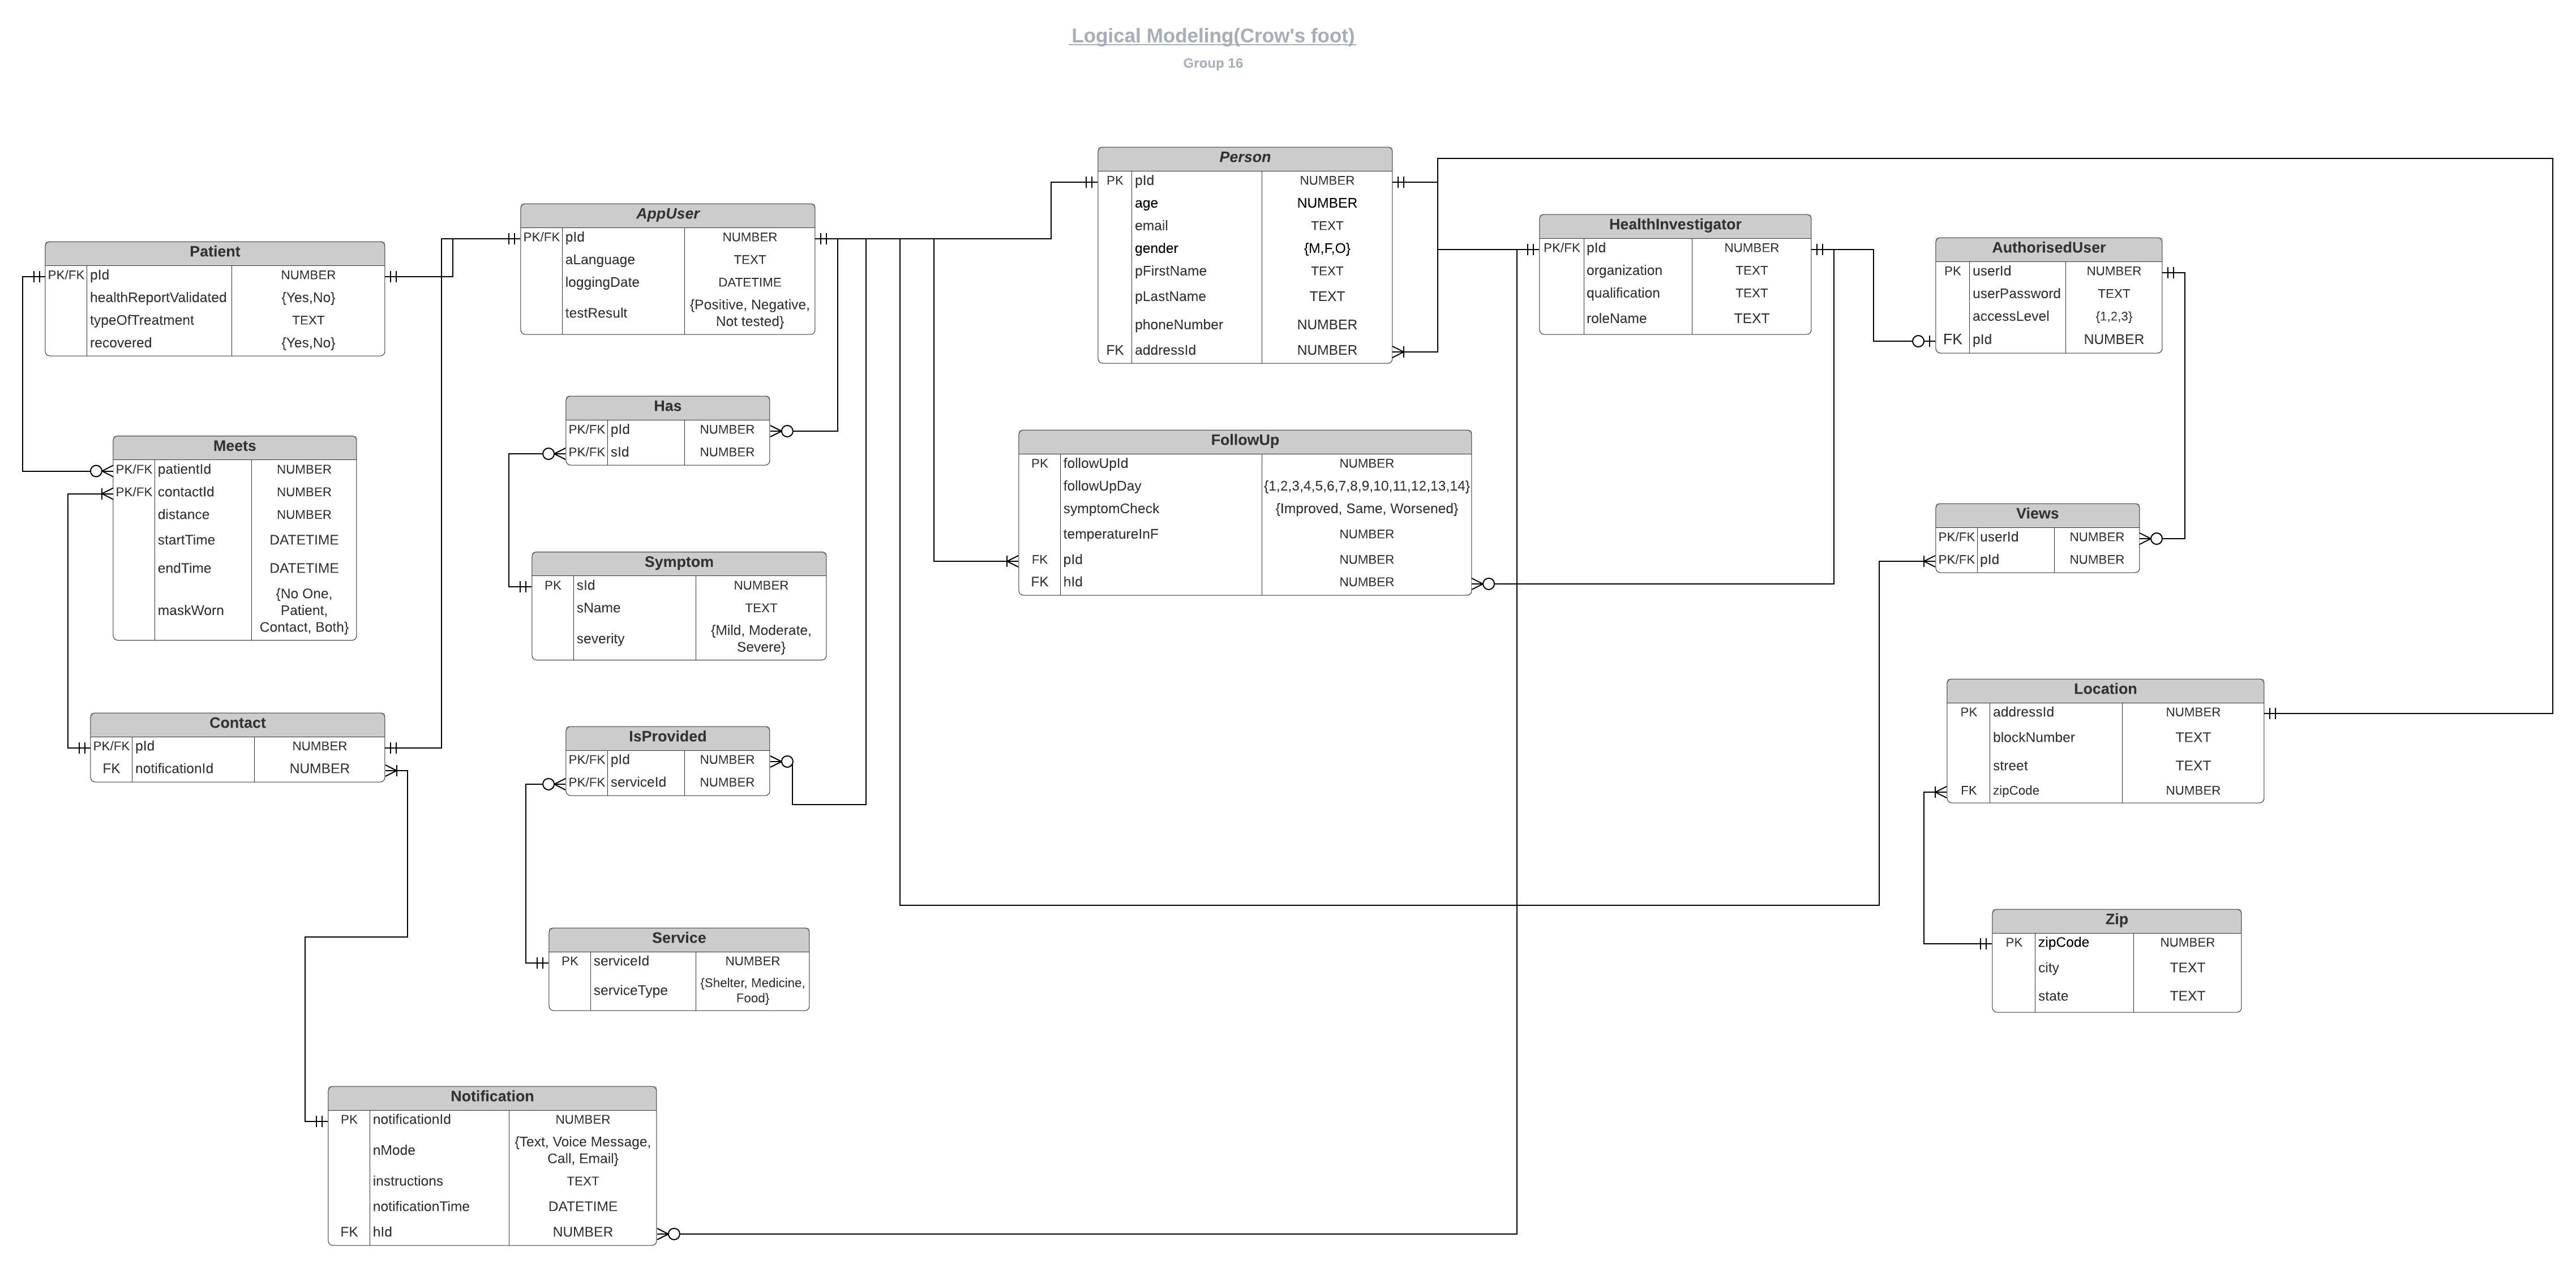 Logical Modeling(Crow's foot)
Group 16
Person
PK pId NUMBER
age NUMBER
email TEXT
gender {M,F,O}
pFirstName TEXT
pLastName TEXT
phoneNumber NUMBER
FK addressId NUMBER
AppUser
PK/FK pId NUMBER
aLanguage TEXT
loggingDate DATETIME
testResult {Positive, Negative,
Not tested}
HealthInvestigator
PK/FK pId NUMBER
organization TEXT
qualification TEXT
roleName TEXT
AuthorisedUser
PK userId NUMBER
userPassword TEXT
accessLevel {1,2,3}
FK pId NUMBER
Patient
PK/FK pId NUMBER
healthReportValidated {Yes,No}
typeOfTreatment TEXT
recovered {Yes,No}
Has
PK/FK pId NUMBER
PK/FK sId NUMBER
FollowUp
PK followUpId NUMBER
followUpDay {1,2,3,4,5,6,7,8,9,10,11,12,13,14}
symptomCheck {Improved, Same, Worsened}
temperatureInF NUMBER
FK pId NUMBER
FK hId NUMBER
Meets
PK/FK patientId NUMBER
PK/FK contactId NUMBER
distance NUMBER
startTime DATETIME
endTime DATETIME
maskWorn {No One,
Patient,
Contact, Both}
Views
PK/FK userId NUMBER
PK/FK pId NUMBER
Symptom
PK sId NUMBER
sName TEXT
severity {Mild, Moderate,
Severe}
Location
PK addressId NUMBER
blockNumber TEXT
street TEXT
FK zipCode NUMBER
Contact
PK/FK pId NUMBER
FK notificationId NUMBER
IsProvided
PK/FK pId NUMBER
PK/FK serviceId NUMBER
Zip
PK zipCode NUMBER
city TEXT
state TEXT
Service
PK serviceId NUMBER
serviceType {Shelter, Medicine,
Food}
Notification
PK notificationId NUMBER
nMode {Text, Voice Message,
Call, Email}
instructions TEXT
notificationTime DATETIME
FK hId NUMBER